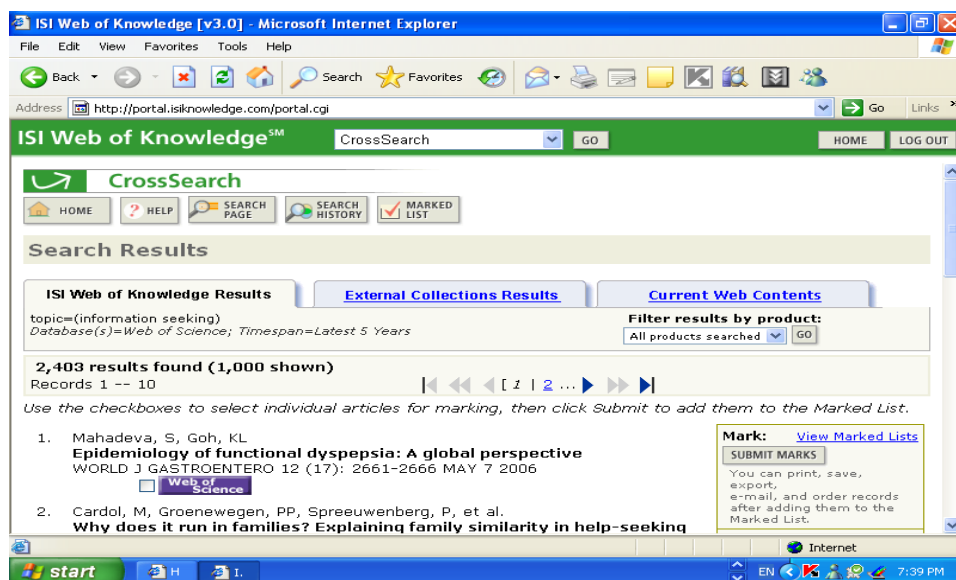 ISI Web of Knowledge [v3.0] - Microsoft Internet Explorer
File Edit View Favorites Tools Help
Back Search Favorites
Address http://portal.isiknowledge.com/portal.cgi Go Links »
ISI Web of Knowledge℠ CrossSearch GO HOME LOG OUT
CrossSearch
HOME ? HELP SEARCH PAGE SEARCH HISTORY MARKED LIST
Search Results
ISI Web of Knowledge Results External Collections Results Current Web Contents
topic=(information seeking) Filter results by product:
Database(s)=Web of Science; Timespan=Latest 5 Years All products searched GO
2,403 results found (1,000 shown)
Records 1 -- 10 [ 1 | 2 ...
Use the checkboxes to select individual articles for marking, then click Submit to add them to the Marked List.
1. Mahadeva, S, Goh, KL
Epidemiology of functional dyspepsia: A global perspective
WORLD J GASTROENTERO 12 (17): 2661-2666 MAY 7 2006
Web of Science
2. Cardol, M, Groenewegen, PP, Spreeuwenberg, P, et al.
Why does it run in families? Explaining family similarity in help-seeking
Mark: View Marked Lists
SUBMIT MARKS
You can print, save,
export,
e-mail, and order records
after adding them to the
Marked List.
Internet
start H I. EN K 7:39 PM